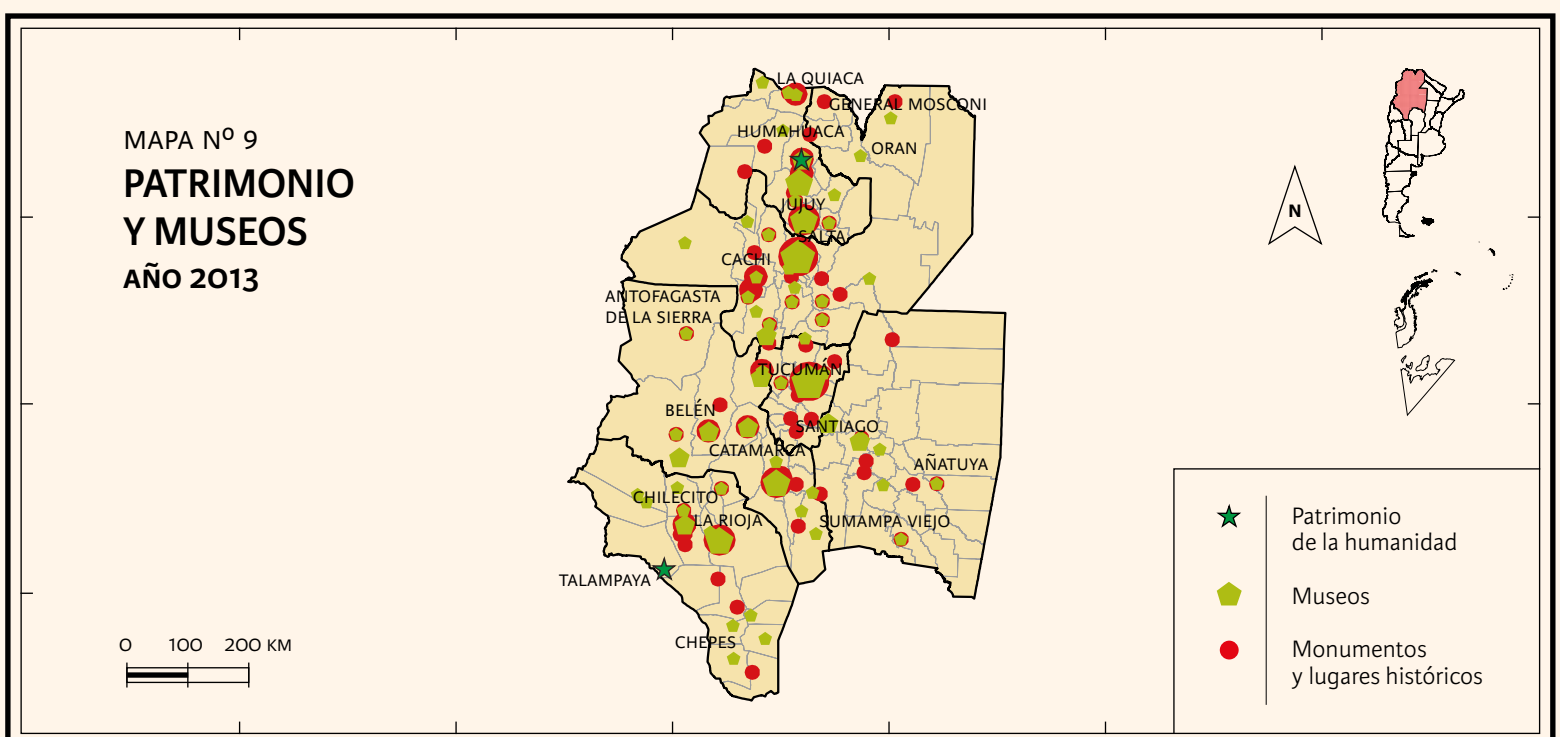 MAPA Nº 9
PATRIMONIO
Y MUSEOS
AÑO 2013
LA QUIACA
GENERAL MOSCONI
HUMAHUACA
ORAN
JUJUY
SALTA
CACHI
ANTOFAGASTA
DE LA SIERRA
TUCUMÁN
BELÉN
SANTIAGO
CATAMARCA
AÑATUYA
CHILECITO
LA RIOJA
SUMAMPA VIEJO
TALAMPAYA
CHEPES
N
0 100 200 KM
Patrimonio
de la humanidad
Museos
Monumentos
y lugares históricos